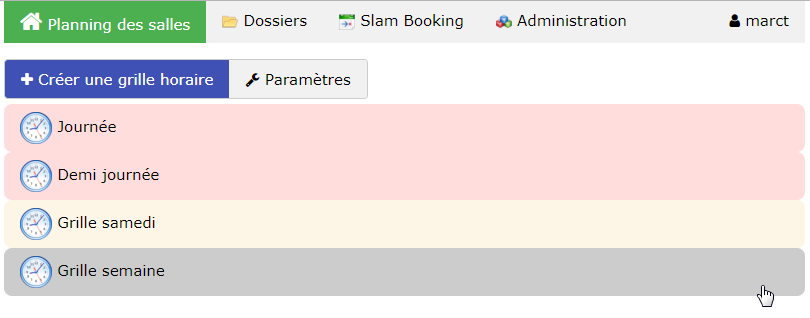 Planning des salles Dossiers Slam Booking Administration marct
Créer une grille horaire Paramètres
Journée
Demi journée
Grille samedi
Grille semaine